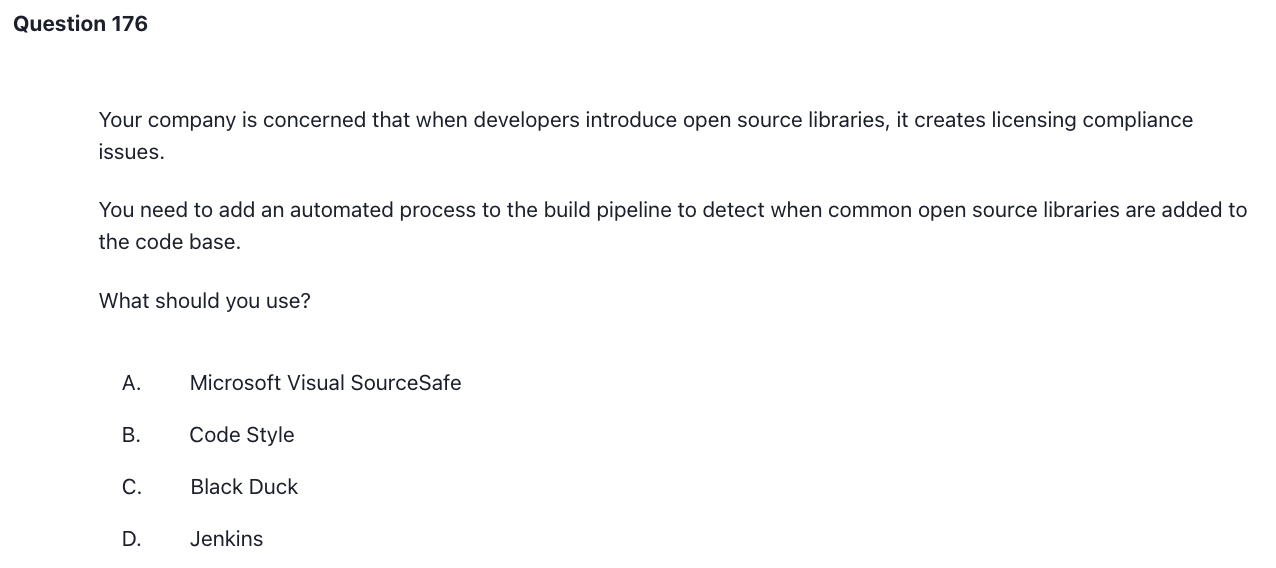 Question 176
Your company is concerned that when developers introduce open source libraries, it creates licensing compliance
issues.
You need to add an automated process to the build pipeline to detect when common open source libraries are added to
the code base.
What should you use?
A. Microsoft Visual SourceSafe
B. Code Style
C. Black Duck
D. Jenkins